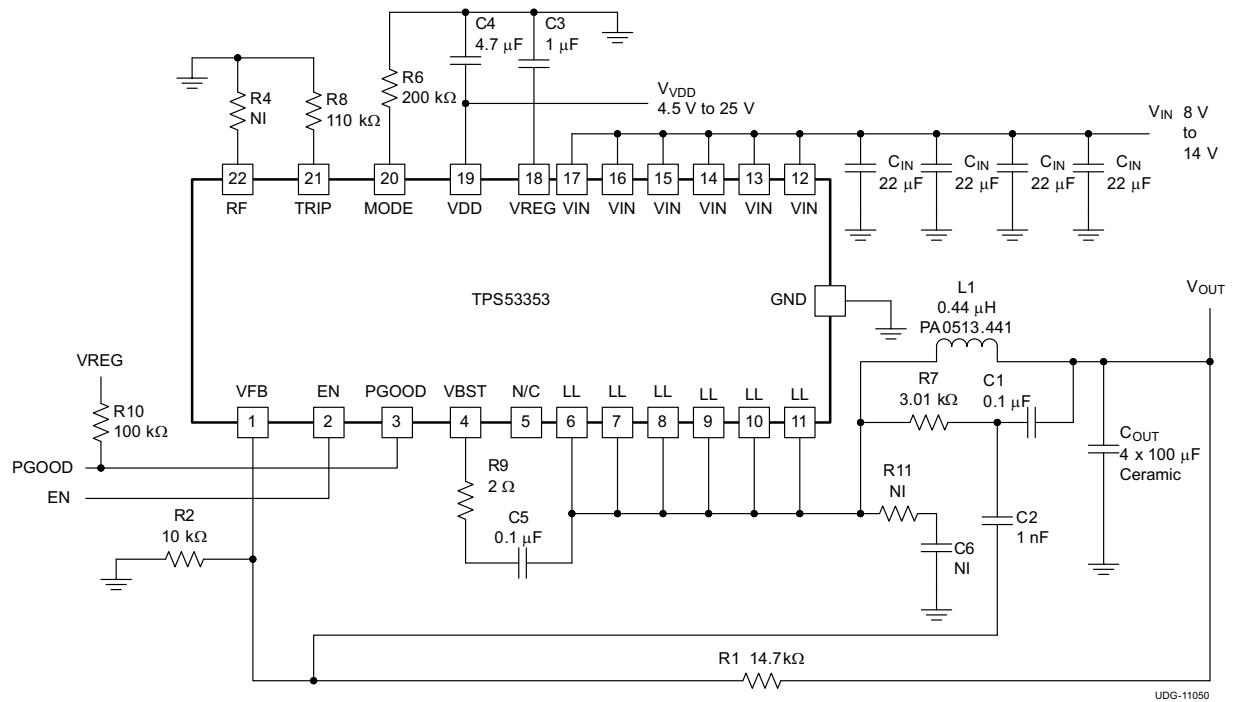 C4
4.7 μF
C3
1 μF
R4
NI
R8
110 kΩ
R6
200 kΩ
VVDD
4.5 V to 25 V
VIN 8 V
to
14 V
CIN
22 μF
CIN
22 μF
CIN
22 μF
CIN
22 μF
22
21
20
19
18
17
16
15
14
13
12
RF
TRIP
MODE
VDD
VREG
VIN
VIN
VIN
VIN
VIN
VIN
TPS53353
GND
L1
0.44 μH
PA0513.441
VOUT
VREG
R10
100 kΩ
VFB
EN
PGOOD
VBST
N/C
LL
LL
LL
LL
LL
LL
1
2
3
4
5
6
7
8
9
10
11
R7
3.01 kΩ
C1
0.1 μF
COUT
4 x 100 μF
Ceramic
PGOOD
EN
R9
2 Ω
C5
0.1 μF
R11
NI
C6
NI
C2
1 nF
R2
10 kΩ
R1 14.7kΩ
UDG-11050